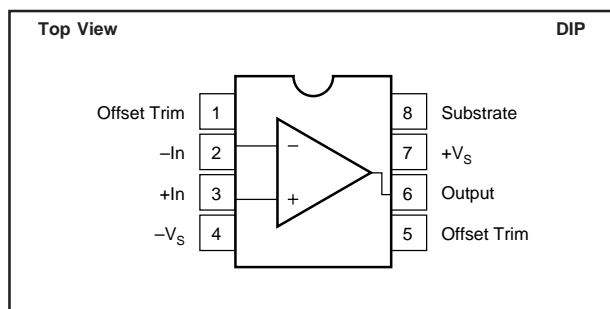 Top View
DIP
Offset Trim 1
–In 2
+In 3
–VS 4
8 Substrate
7 +VS
6 Output
5 Offset Trim
–
+